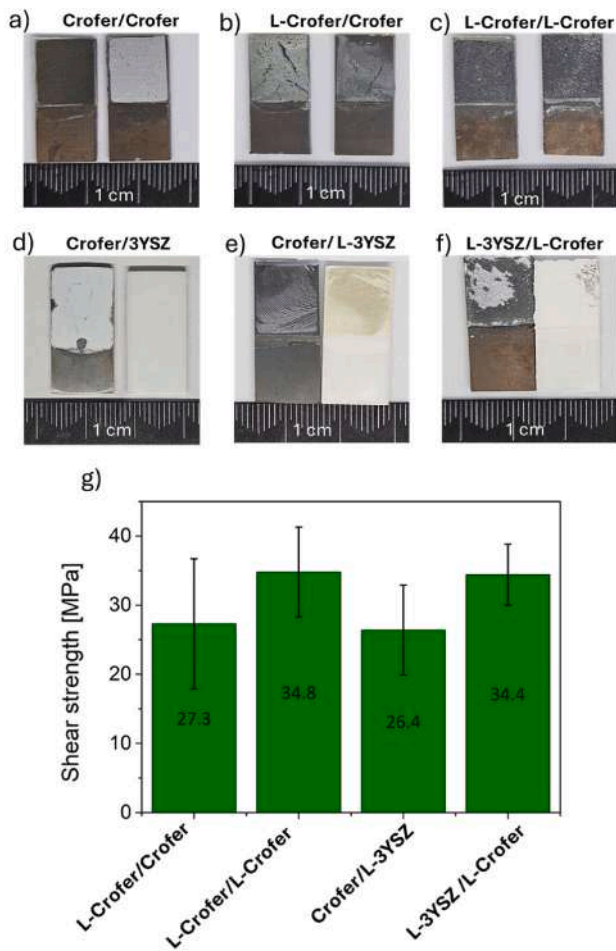 a) Crofer/Crofer
b) L-Crofer/Crofer
c) L-Crofer/L-Crofer
1 cm
1 cm
1 cm
d) Crofer/3YSZ
e) Crofer/ L-3YSZ
f) L-3YSZ/L-Crofer
1 cm
1 cm
1 cm
g)
Shear strength [MPa]
40
30
20
10
0
27.3
34.8
26.4
34.4
L-Crofer/Crofer
L-Crofer/L-Crofer
Crofer/L-3YSZ
L-3YSZ /L-Crofer